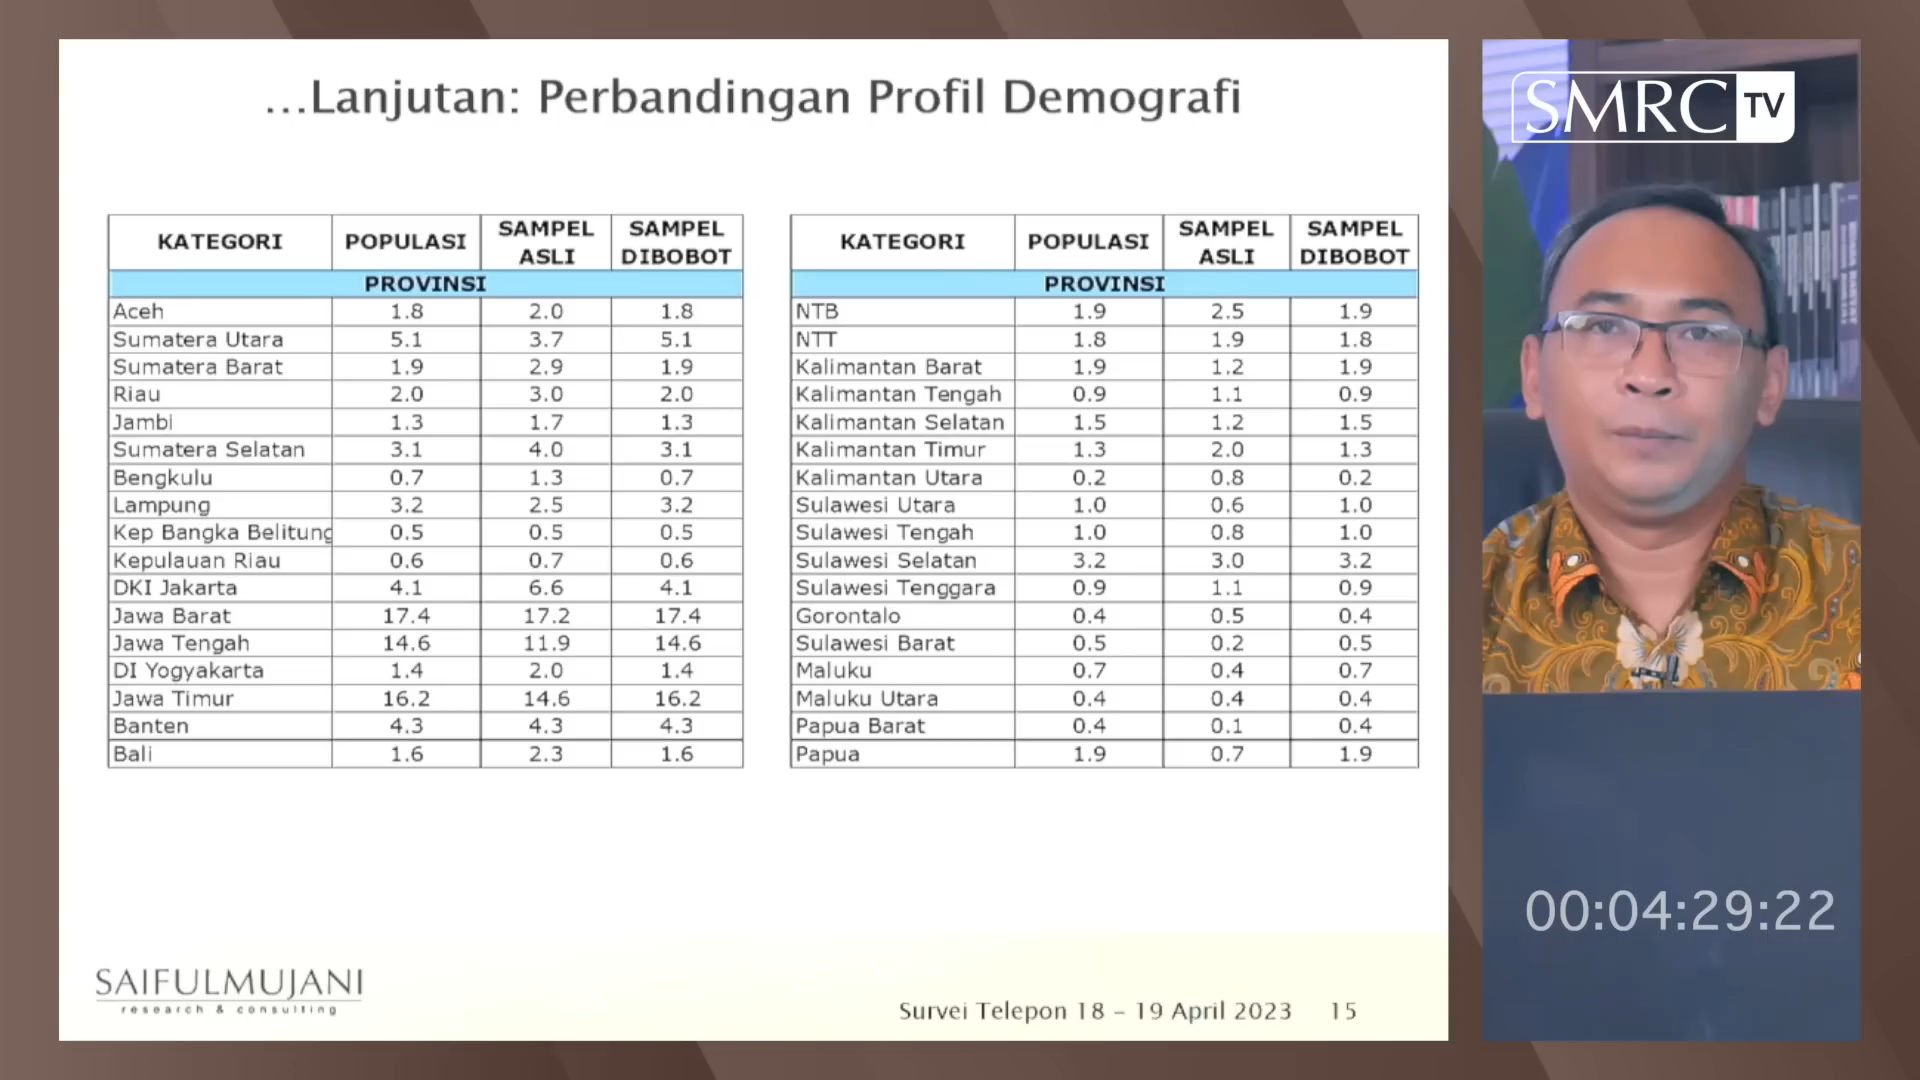 ...Lanjutan: Perbandingan Profil Demografi
KATEGORI POPULASI SAMPEL ASLI SAMPEL DIBOBOT
PROVINSI
Aceh 1.8 2.0 1.8
Sumatera Utara 5.1 3.7 5.1
Sumatera Barat 1.9 2.9 1.9
Riau 2.0 3.0 2.0
Jambi 1.3 1.7 1.3
Sumatera Selatan 3.1 4.0 3.1
Bengkulu 0.7 1.3 0.7
Lampung 3.2 2.5 3.2
Kep Bangka Belitung 0.5 0.5 0.5
Kepulauan Riau 0.6 0.7 0.6
DKI Jakarta 4.1 6.6 4.1
Jawa Barat 17.4 17.2 17.4
Jawa Tengah 14.6 11.9 14.6
DI Yogyakarta 1.4 2.0 1.4
Jawa Timur 16.2 14.6 16.2
Banten 4.3 4.3 4.3
Bali 1.6 2.3 1.6
KATEGORI POPULASI SAMPEL ASLI SAMPEL DIBOBOT
PROVINSI
NTB 1.9 2.5 1.9
NTT 1.8 1.9 1.8
Kalimantan Barat 1.9 1.2 1.9
Kalimantan Tengah 0.9 1.1 0.9
Kalimantan Selatan 1.5 1.2 1.5
Kalimantan Timur 1.3 2.0 1.3
Kalimantan Utara 0.2 0.8 0.2
Sulawesi Utara 1.0 0.6 1.0
Sulawesi Tengah 1.0 0.8 1.0
Sulawesi Selatan 3.2 3.0 3.2
Sulawesi Tenggara 0.9 1.1 0.9
Gorontalo 0.4 0.5 0.4
Sulawesi Barat 0.5 0.2 0.5
Maluku 0.7 0.4 0.7
Maluku Utara 0.4 0.4 0.4
Papua Barat 0.4 0.1 0.4
Papua 1.9 0.7 1.9
SAIFULMUJANI
research & consulting
Survei Telepon 18 – 19 April 2023 15
SMRC TV
00:04:29:22